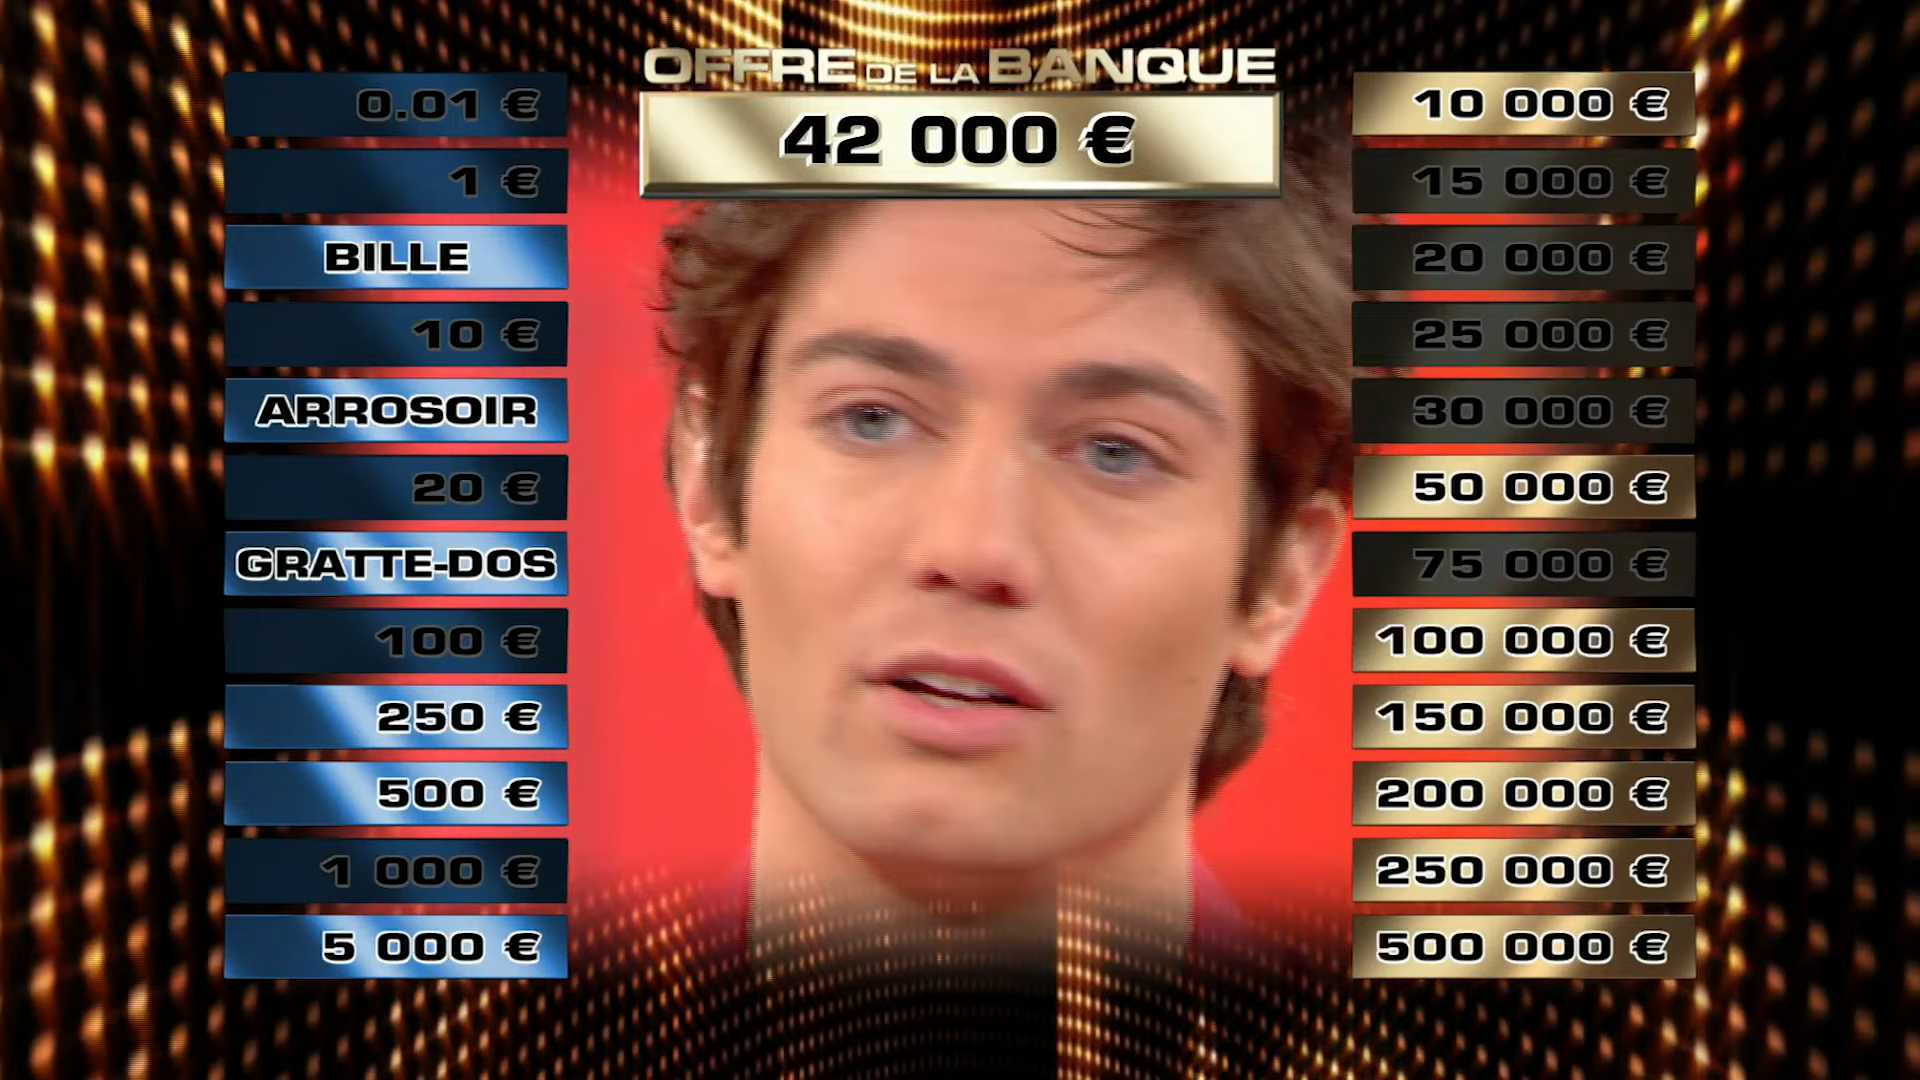 OFFRE DE LA BANQUE
42 000 €
0.01 €
1 €
BILLE
10 €
ARROSOIR
20 €
GRATTE-DOS
100 €
250 €
500 €
1 000 €
5 000 €
10 000 €
15 000 €
20 000 €
25 000 €
30 000 €
50 000 €
75 000 €
100 000 €
150 000 €
200 000 €
250 000 €
500 000 €